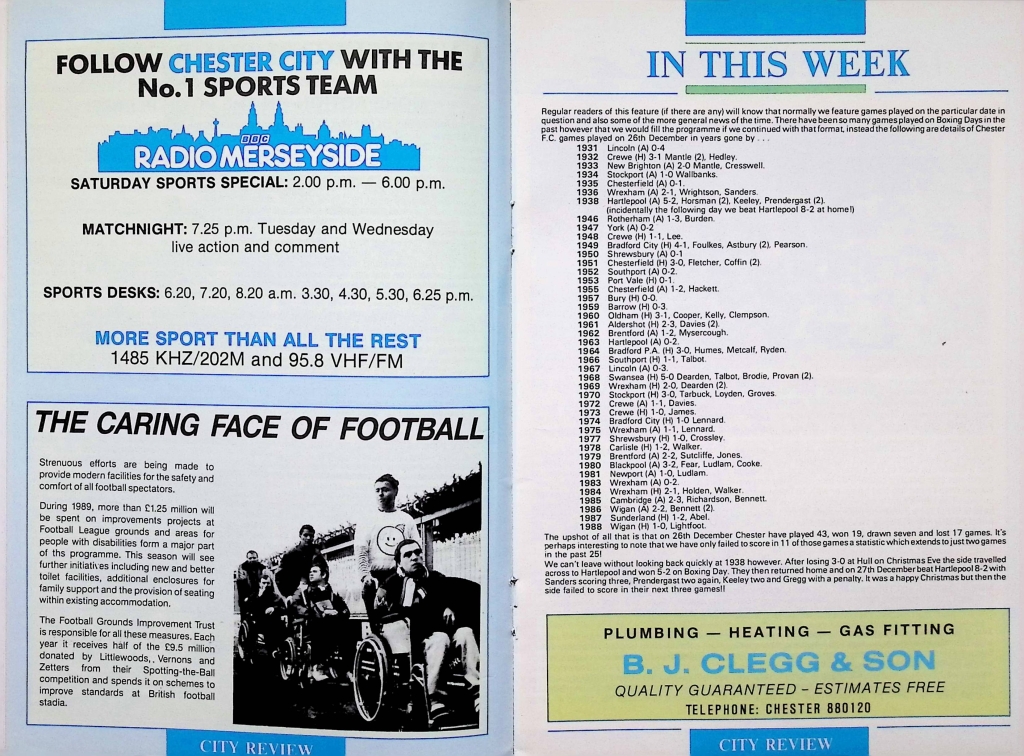 FOLLOW CHESTER CITY WITH THE
No.1 SPORTS TEAM
BBC
RADIO MERSEYSIDE
SATURDAY SPORTS SPECIAL: 2.00 p.m. — 6.00 p.m.
MATCHNIGHT: 7.25 p.m. Tuesday and Wednesday
live action and comment
SPORTS DESKS: 6.20, 7.20, 8.20 a.m. 3.30, 4.30, 5.30, 6.25 p.m.
MORE SPORT THAN ALL THE REST
1485 KHZ/202M and 95.8 VHF/FM
THE CARING FACE OF FOOTBALL
Strenuous efforts are being made to
provide modern facilities for the safety and
comfort of all football spectators.
During 1989, more than £1.25 million will
be spent on improvements projects at
Football League grounds and areas for
people with disabilities form a major part
of ths programme. This season will see
further initiatives including new and better
toilet facilities, additional enclosures for
family support and the provision of seating
within existing accommodation.
The Football Grounds Improvement Trust
is responsible for all these measures. Each
year it receives half of the £9.5 million
donated by Littlewoods, Vernons and
Zetters from their Spotting-the-Ball
competition and spends it on schemes to
improve standards at British football
stadia.
CITY REVIEW
IN THIS WEEK
Regular readers of this feature (if there are any) will know that normally we feature games played on the particular date in
question and also some of the more general news of the time. There have been so many games played on Boxing Days in the
past however that we would fill the programme if we continued with that format, instead the following are details of Chester
F.C. games played on 26th December in years gone by . . .
1931 Lincoln (A) 0-4
1932 Crewe (H) 3-1 Mantle (2), Hedley.
1933 New Brighton (A) 2-0 Mantle, Cresswell.
1934 Stockport (A) 1-0 Wallbanks.
1935 Chesterfield (A) 0-1.
1936 Wrexham (A) 2-1, Wrightson, Sanders.
1938 Hartlepool (A) 5-2, Horsman (2), Keeley, Prendergast (2).
(incidentally the following day we beat Hartlepool 8-2 at home!)
1946 Rotherham (A) 1-3, Burden.
1947 York (A) 0-2
1948 Crewe (H) 1-1, Lee.
1949 Bradford City (H) 4-1, Foulkes, Astbury (2), Pearson.
1950 Shrewsbury (A) 0-1
1951 Chesterfield (H) 3-0, Fletcher, Coffin (2).
1952 Southport (A) 0-2.
1953 Port Vale (H) 0-1.
1955 Chesterfield (A) 1-2, Hackett.
1957 Bury (H) 0-0.
1959 Barrow (H) 0-3.
1960 Oldham (H) 3-1, Cooper, Kelly, Clempson.
1961 Aldershot (H) 2-3, Davies (2).
1962 Brentford (A) 1-2, Mysercough.
1963 Hartlepool (A) 0-2.
1964 Bradford P.A. (H) 3-0, Humes, Metcalf, Ryden.
1966 Southport (H) 1-1, Talbot.
1967 Lincoln (A) 0-3.
1968 Swansea (H) 5-0 Dearden, Talbot, Brodie, Provan (2).
1969 Wrexham (H) 2-0, Dearden (2).
1970 Stockport (H) 3-0, Tarbuck, Loyden, Groves.
1972 Crewe (A) 1-1, Davies.
1973 Crewe (H) 1-0, James.
1974 Bradford City (H) 1-0 Lennard.
1975 Wrexham (A) 1-1, Lennard.
1977 Shrewsbury (H) 1-0, Crossley.
1978 Carlisle (H) 1-2, Walker.
1979 Brentford (A) 2-2, Sutcliffe, Jones.
1980 Blackpool (A) 3-2, Fear, Ludlam, Cooke.
1981 Newport (A) 1-0, Ludlam.
1983 Wrexham (A) 0-2.
1984 Wrexham (H) 2-1, Holden, Walker.
1985 Cambridge (A) 2-3, Richardson, Bennett.
1986 Wigan (A) 2-2, Bennett (2).
1987 Sunderland (H) 1-2, Abel.
1988 Wigan (H) 1-0, Lightfoot.
The upshot of all that is that on 26th December Chester have played 43, won 19, drawn seven and lost 17 games. It's
perhaps interesting to note that we have only failed to score in 11 of those games a statistic which extends to just two games
in the past 25!
We can't leave without looking back quickly at 1938 however. After losing 3-0 at Hull on Christmas Eve the side travelled
across to Hartlepool and won 5-2 on Boxing Day. They then returned home and on 27th December beat Hartlepool 8-2 with
Sanders scoring three, Prendergast two again, Keeley two and Gregg with a penalty. It was a happy Christmas but then the
side failed to score in their next three games!!
PLUMBING — HEATING — GAS FITTING
B. J. CLEGG & SON
QUALITY GUARANTEED - ESTIMATES FREE
TELEPHONE: CHESTER 880120
CITY REVIEW